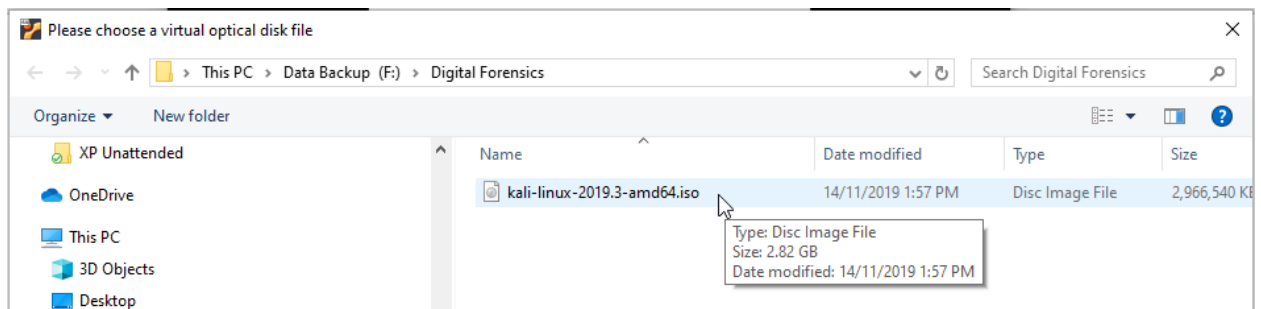 Please choose a virtual optical disk file
This PC > Data Backup (F:) > Digital Forensics
Search Digital Forensics
Organize New folder
?
XP Unattended
Name Date modified Type Size
kali-linux-2019.3-amd64.iso 14/11/2019 1:57 PM Disc Image File 2,966,540 KB
OneDrive
This PC
Type: Disc Image File
Size: 2.82 GB
Date modified: 14/11/2019 1:57 PM
3D Objects
Desktop